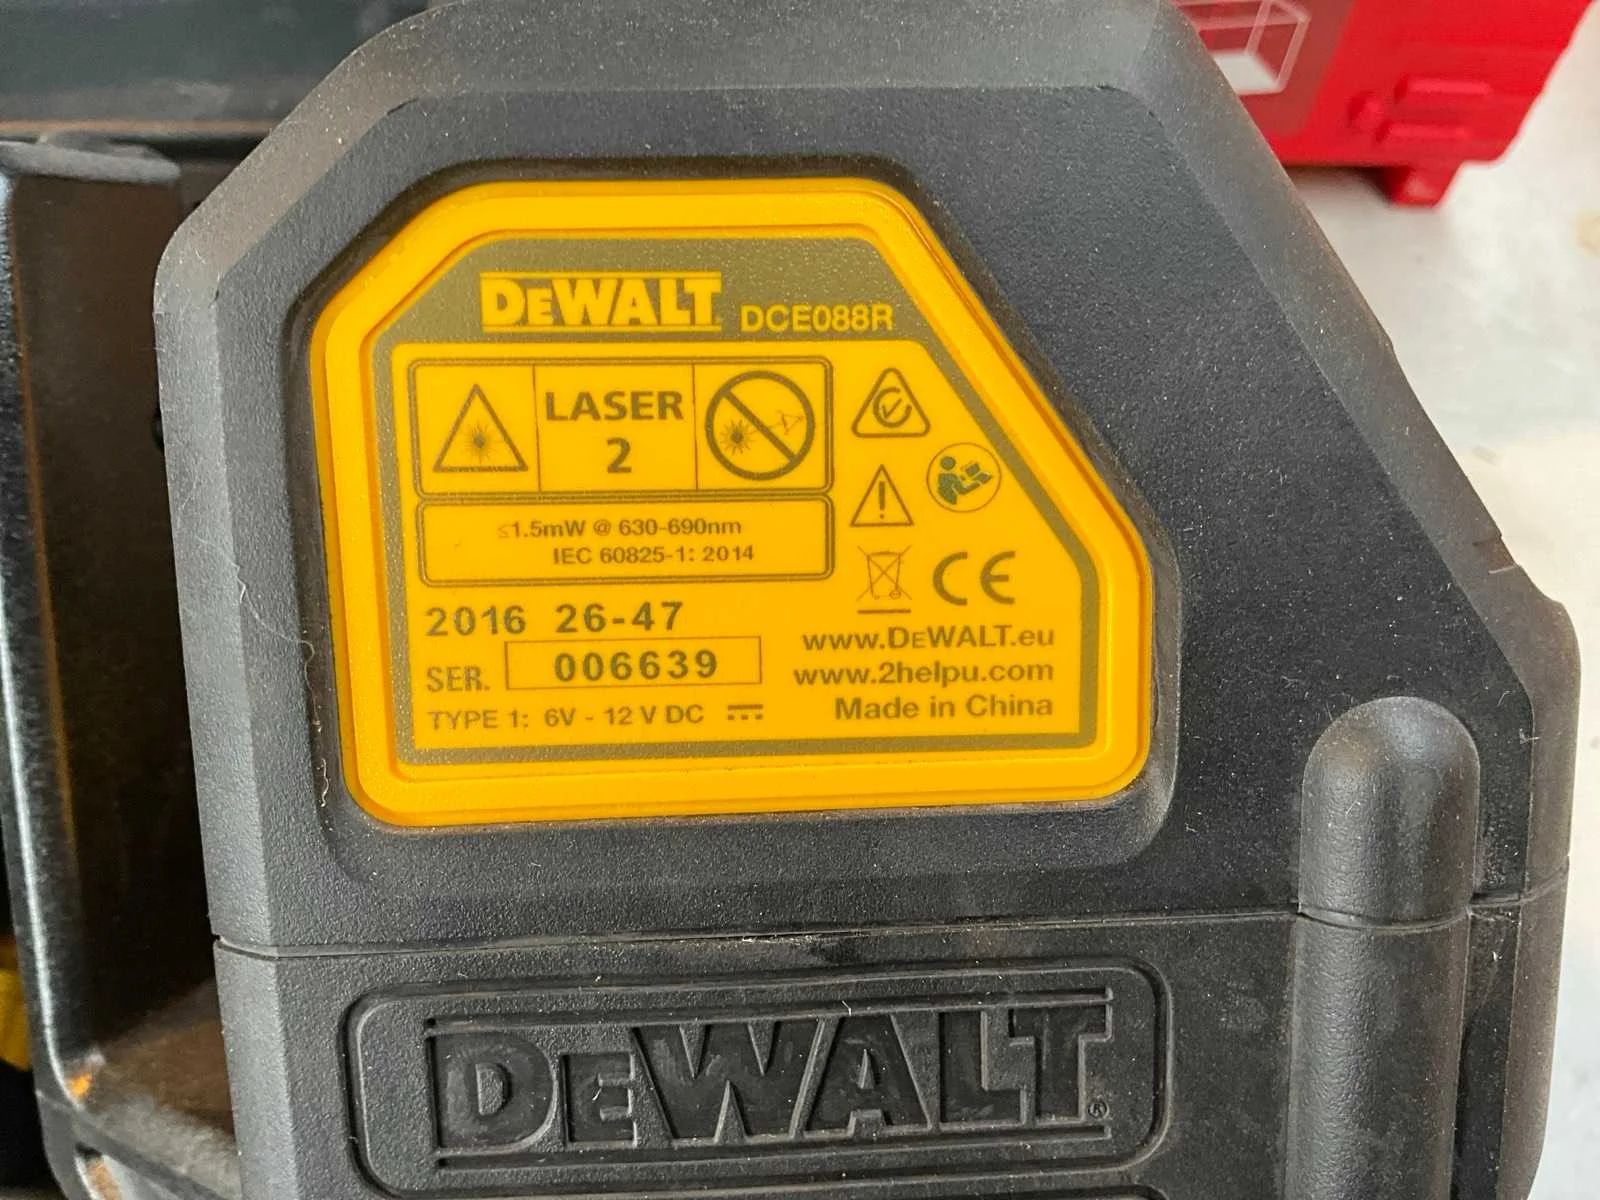 DEWALT DCE088R
LASER
2
≤1.5mW @ 630-690nm
IEC 60825-1: 2014
CE
2016 26-47
SER. 006639
TYPE 1: 6V - 12 V DC
www.DEWALT.eu
www.2helpu.com
Made in China
DEWALT®